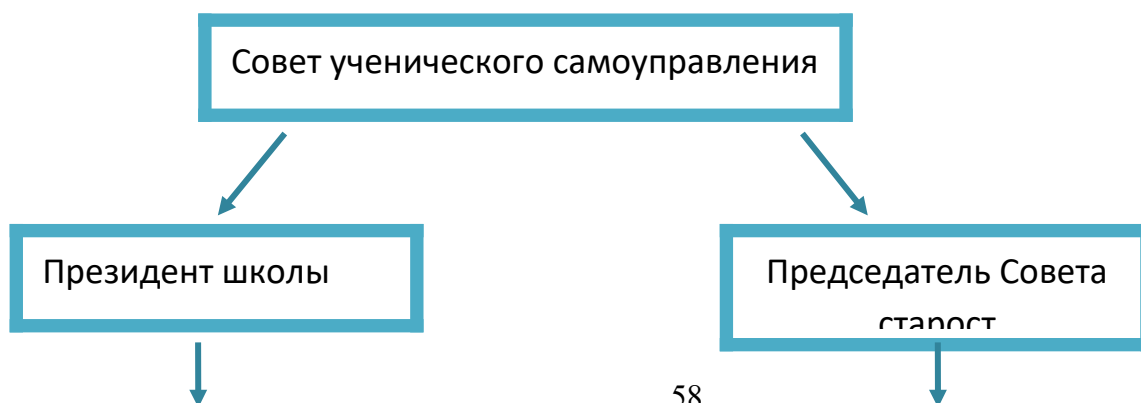 Совет ученического самоуправления
Президент школы
Председатель Совета
старост
58